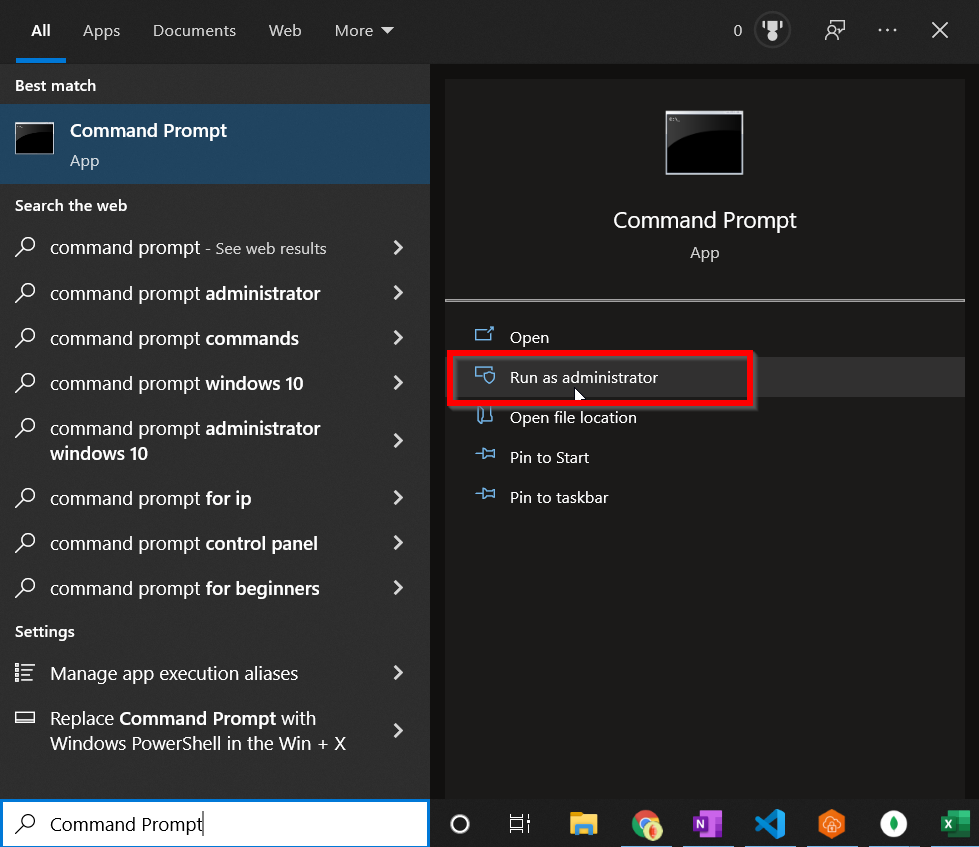 All Apps Documents Web More 0
Best match
Command Prompt
App
Search the web
command prompt - See web results
command prompt administrator
command prompt commands
command prompt windows 10
command prompt administrator
windows 10
command prompt for ip
command prompt control panel
command prompt for beginners
Settings
Manage app execution aliases
Replace Command Prompt with
Windows PowerShell in the Win + X
Command Prompt
Command Prompt
App
Open
Run as administrator
Open file location
Pin to Start
Pin to taskbar